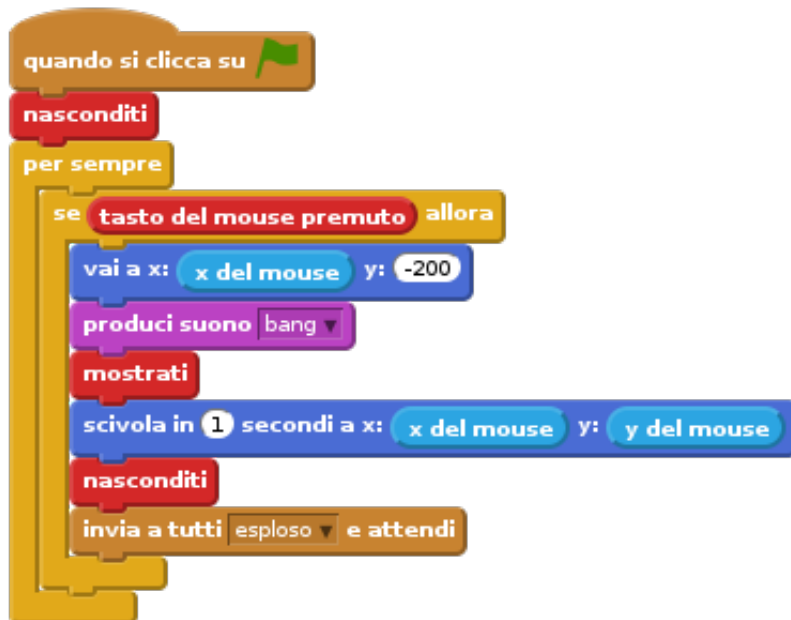 quando si clicca su
nasconditi
per sempre
se tasto del mouse premuto allora
vai a x: x del mouse y: -200
produci suono bang
mostrati
scivola in 1 secondi a x: x del mouse y: y del mouse
nasconditi
invia a tutti esploso e attendi